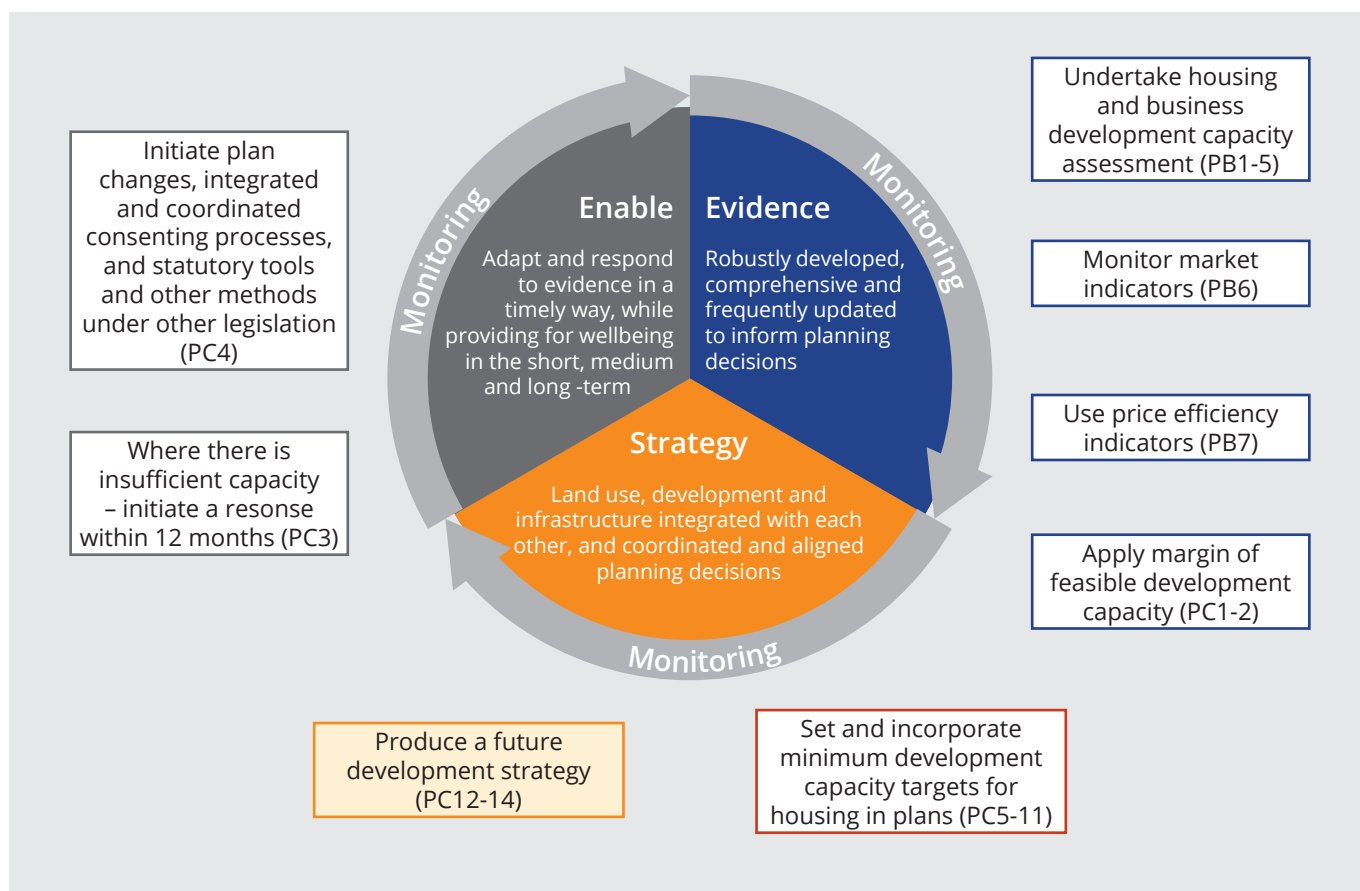 Undertake housing
and business
development capacity
assessment (PB1-5)
Initiate plan
changes, integrated
and coordinated
consenting processes,
and statutory tools
and other methods
under other legislation
(PC4)
Monitoring
Monitoring
Enable
Adapt and respond
to evidence in a
timely way, while
providing for wellbeing
in the short, medium
and long -term
Evidence
Robustly developed,
comprehensive and
frequently updated
to inform planning
decisions
Monitor market
indicators (PB6)
Use price efficiency
indicators (PB7)
Where there is
insufficient capacity
– initiate a resonse
within 12 months (PC3)
Strategy
Land use, development and
infrastructure integrated with each
other, and coordinated and aligned
planning decisions
Apply margin of
feasible development
capacity (PC1-2)
Monitoring
Produce a future
development strategy
(PC12-14)
Set and incorporate
minimum development
capacity targets for
housing in plans (PC5-11)